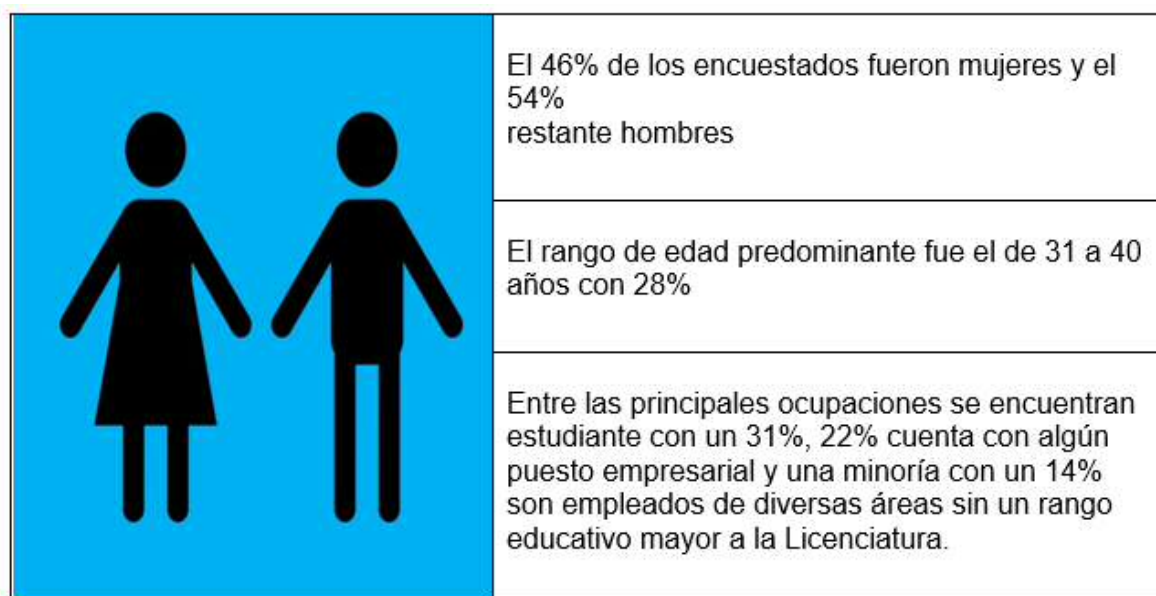 El 46% de los encuestados fueron mujeres y el
54%
restante hombres
El rango de edad predominante fue el de 31 a 40
años con 28%
Entre las principales ocupaciones se encuentran
estudiante con un 31%, 22% cuenta con algún
puesto empresarial y una minoría con un 14%
son empleados de diversas áreas sin un rango
educativo mayor a la Licenciatura.